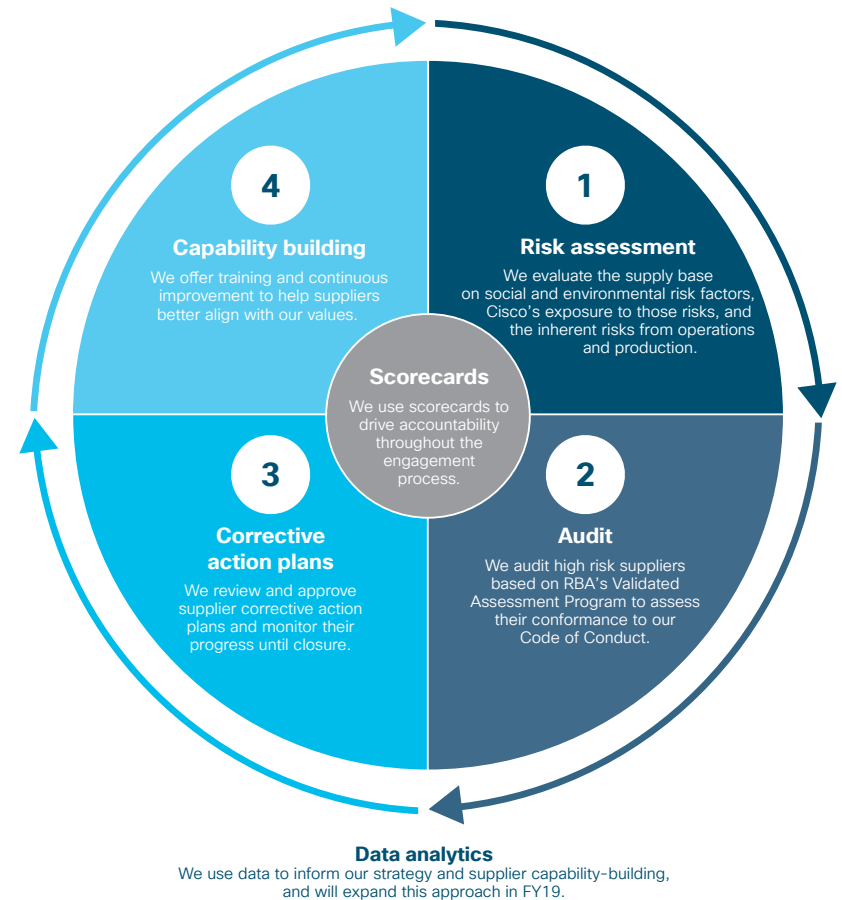 1
Risk assessment
We evaluate the supply base
on social and environmental risk factors,
Cisco's exposure to those risks, and
the inherent risks from operations
and production.
2
Audit
We audit high risk suppliers
based on RBA's Validated
Assessment Program to assess
their conformance to our
Code of Conduct.
3
Corrective
action plans
We review and approve
supplier corrective action
plans and monitor their
progress until closure.
4
Capability building
We offer training and continuous
improvement to help suppliers
better align with our values.
Scorecards
We use scorecards to
drive accountability
throughout the
engagement
process.
Data analytics
We use data to inform our strategy and supplier capability-building,
and will expand this approach in FY19.